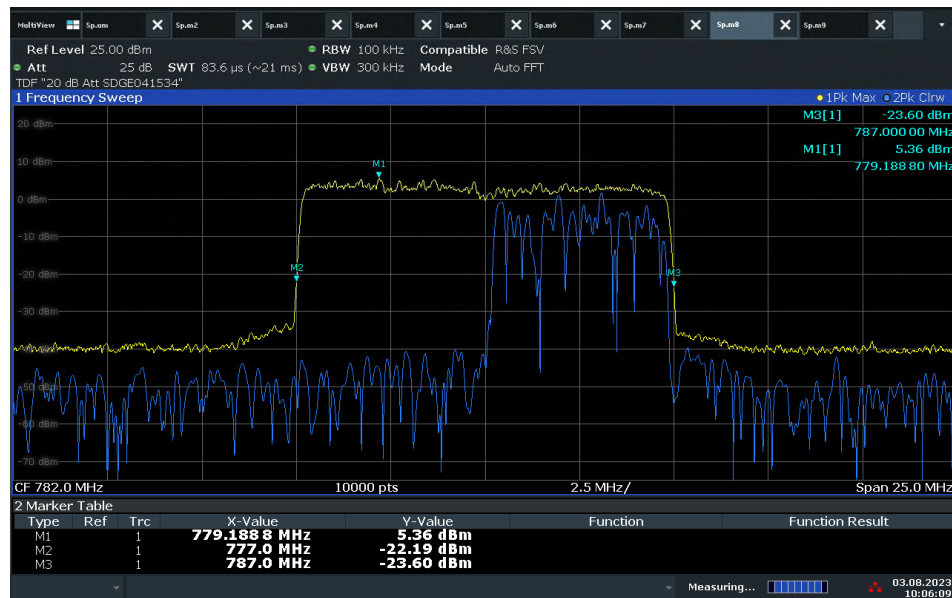 MultiView Sp.um Sp.m2 Sp.m3 Sp.m4 Sp.m5 Sp.m6 Sp.m7 Sp.m8 Sp.m9
Ref Level 25.00 dBm RBW 100 kHz Compatible R&S FSV
Att 25 dB SWT 83.6 µs (~21 ms) VBW 300 kHz Mode Auto FFT
TDF "20 dB Att SDGE041534"
1 Frequency Sweep 1Pk Max 2Pk Clrw
M3[1] -23.60 dBm
787.000 00 MHz
M1[1] 5.36 dBm
779.188 80 MHz
20 dBm
10 dBm
M1
0 dBm
-10 dBm
-20 dBm
M2
M3
-30 dBm
-50 dBm
-60 dBm
-70 dBm
CF 782.0 MHz 10000 pts 2.5 MHz/ Span 25.0 MHz
2 Marker Table
Type Ref Trc X-Value Y-Value Function Function Result
M1 1 779.188 8 MHz 5.36 dBm
M2 1 777.0 MHz -22.19 dBm
M3 1 787.0 MHz -23.60 dBm
Measuring... 03.08.2023
10:06:09